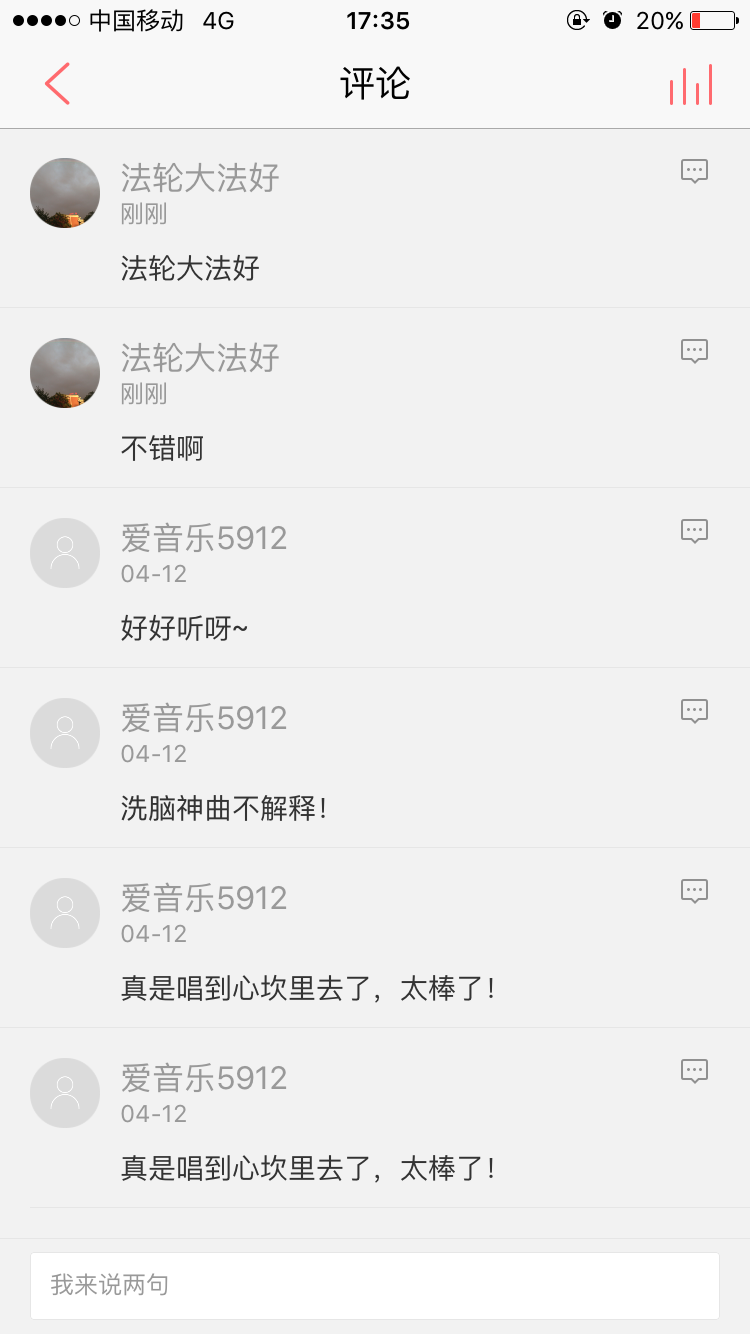 中国移动 4G 17:35 20%
评论
法轮大法好
刚刚
法轮大法好
法轮大法好
刚刚
不错啊
爱音乐5912
04-12
好好听呀~
爱音乐5912
04-12
洗脑神曲不解释！
爱音乐5912
04-12
真是唱到心坎里去了，太棒了！
爱音乐5912
04-12
真是唱到心坎里去了，太棒了！
我来说两句